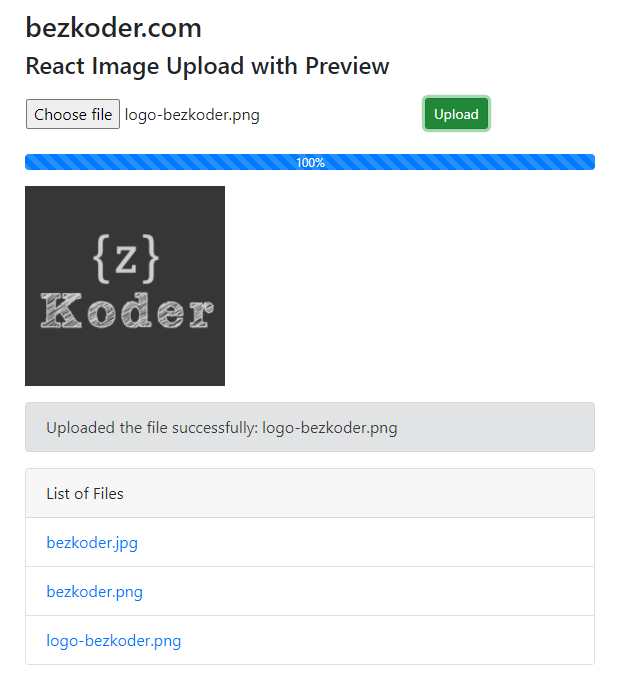 bezkoder.com
React Image Upload with Preview
Choose file logo-bezkoder.png Upload
100%
{z}
Koder
Uploaded the file successfully: logo-bezkoder.png
List of Files
bezkoder.jpg
bezkoder.png
logo-bezkoder.png